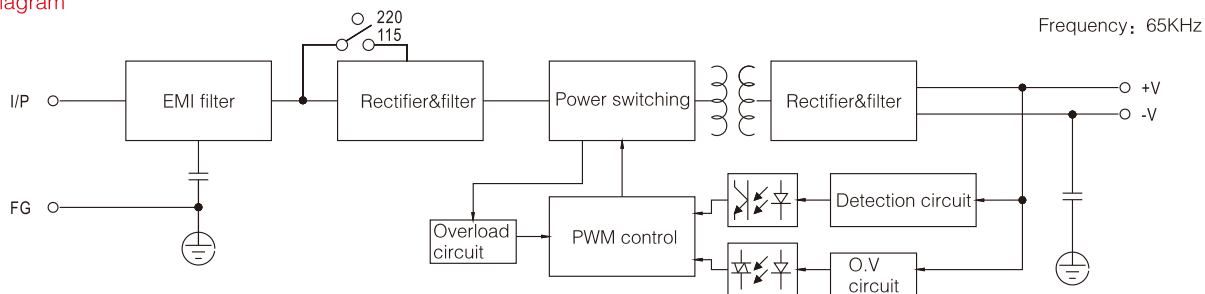 220
115
Frequency: 65KHz
I/P
EMI filter
Rectifier&filter
Power switching
Rectifier&filter
+V
-V
FG
Overload
circuit
PWM control
Detection circuit
O.V
circuit